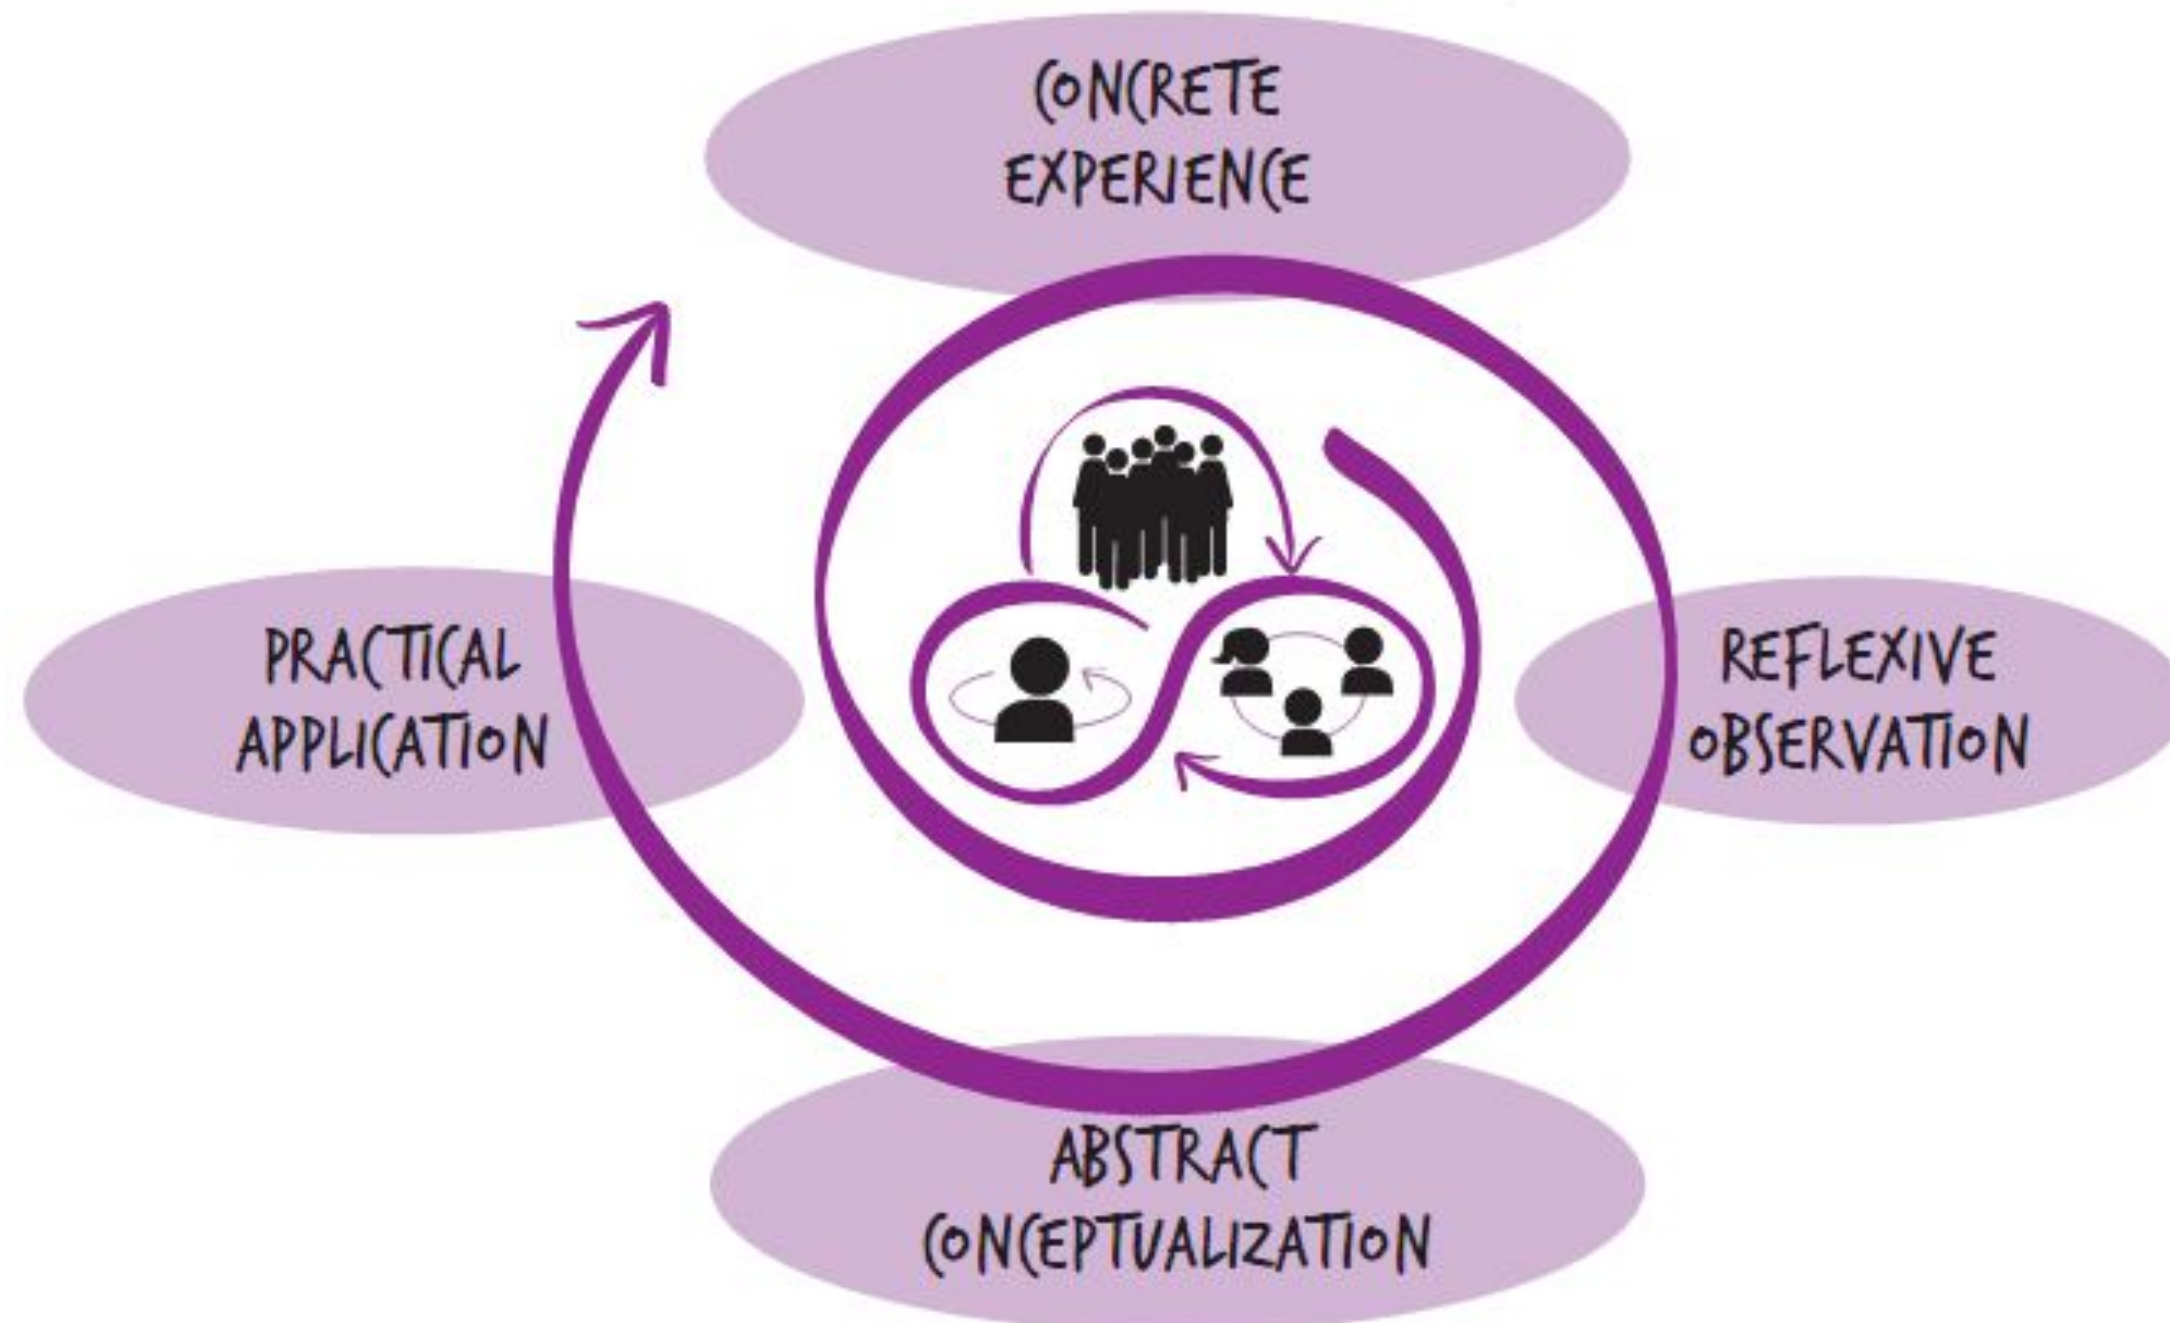 CONCRETE
EXPERIENCE
PRACTICAL
APPLICATION
REFLEXIVE
OBSERVATION
ABSTRACT
CONCEPTUALIZATION